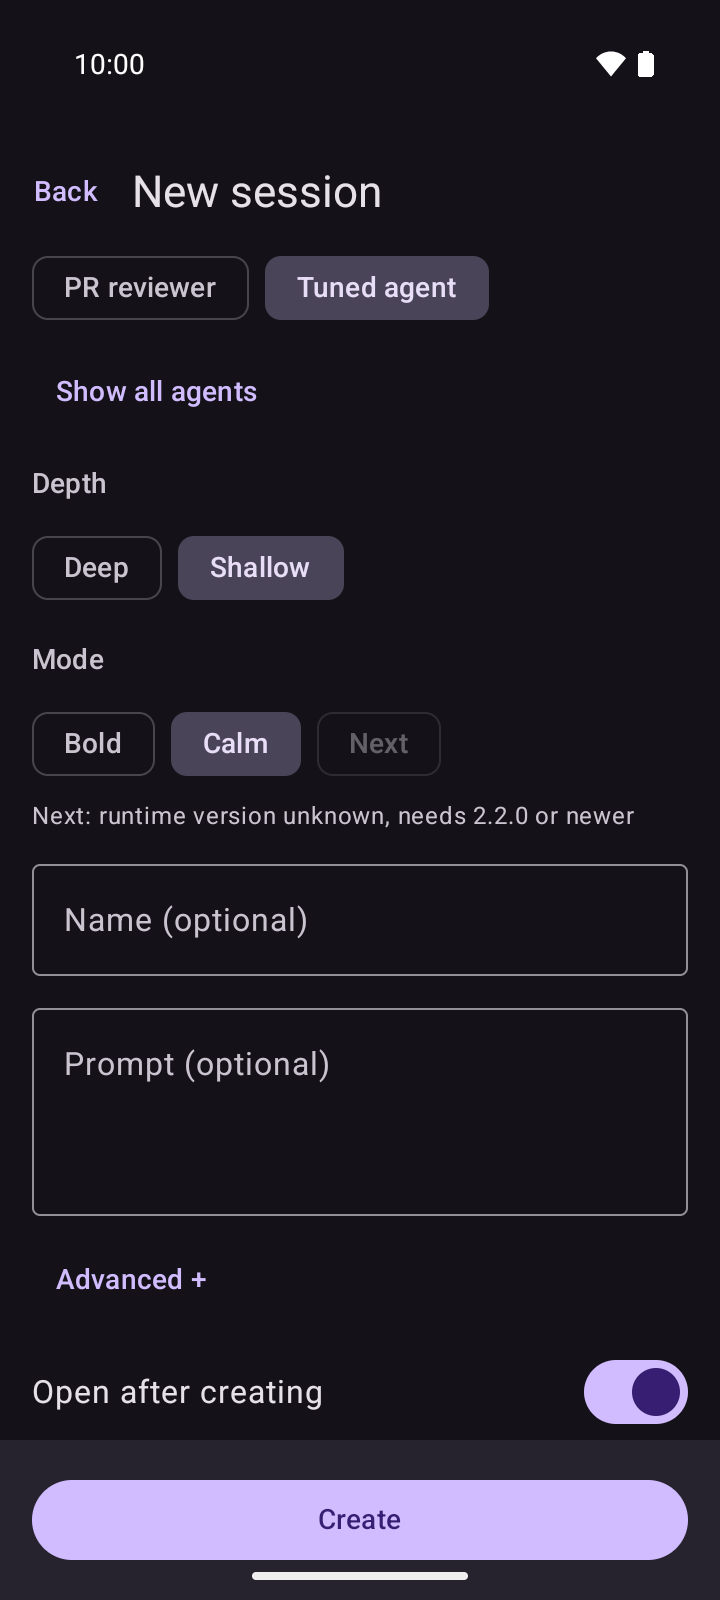 10:00
Back New session
PR reviewer Tuned agent
Show all agents
Depth
Deep Shallow
Mode
Bold Calm Next
Next: runtime version unknown, needs 2.2.0 or newer
Name (optional)
Prompt (optional)
Advanced +
Open after creating
Create